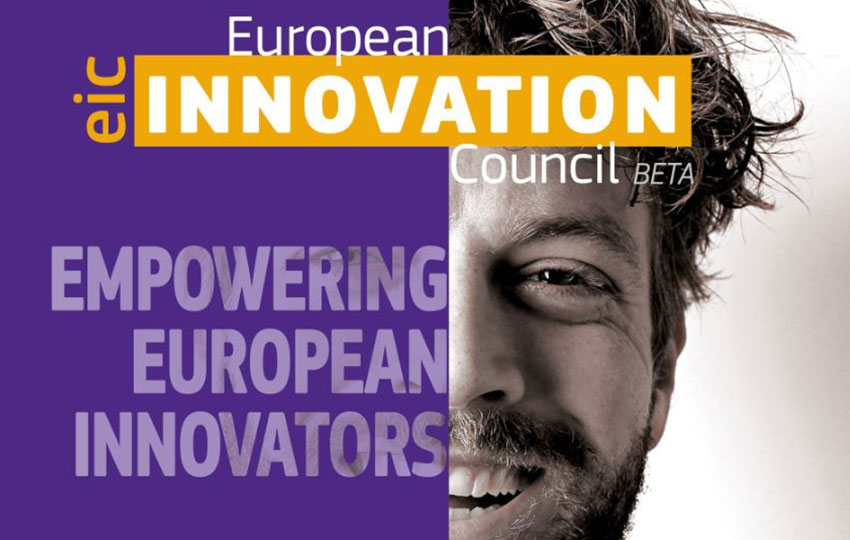 European
eic
INNOVATION
Council BETA
EMPOWERING
EUROPEAN
INNOVATORS